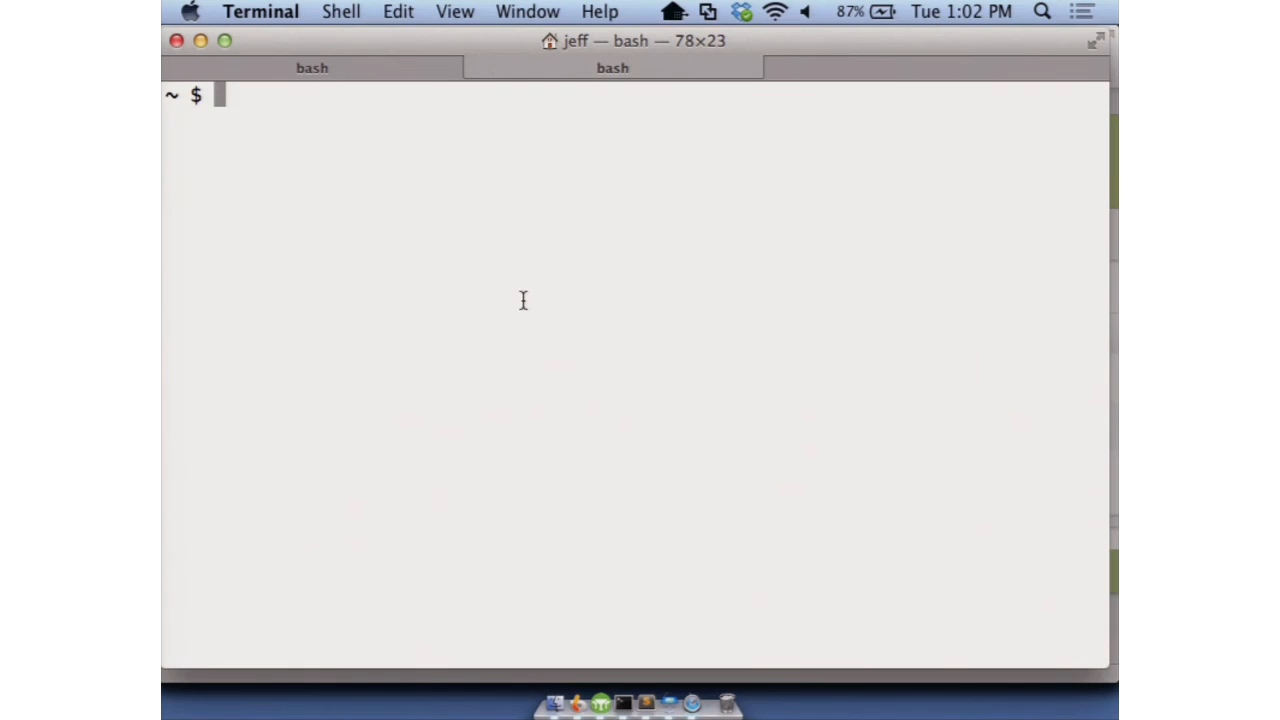 Terminal Shell Edit View Window Help 87% Tue 1:02 PM
jeff — bash — 78×23
bash bash
~ $